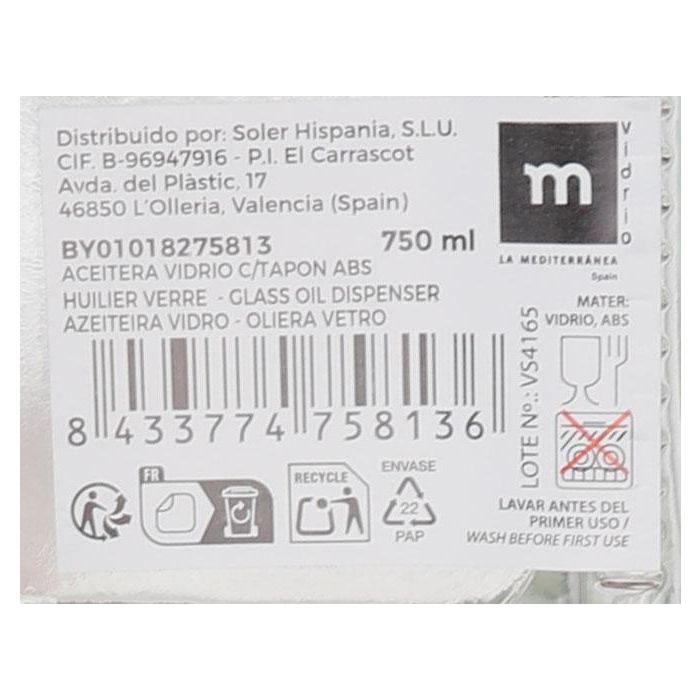 Distribuido por: Soler Hispania, S.L.U.
CIF. B-96947916 - P.I. El Carrascot
Avda. del Plàstic, 17
46850 L'Olleria, Valencia (Spain)
m
vidrio
LA MEDITERRÁNEA
Spain
BY01018275813 750 ml
ACEITERA VIDRIO C/TAPON ABS
HUILIER VERRE - GLASS OIL DISPENSER
AZEITEIRA VIDRO - OLIERA VETRO
MATER:
VIDRIO, ABS
LOTE Nº.: VS4165
8 433774 758136
FR
RECYCLE
ENVASE
22
PAP
LAVAR ANTES DEL
PRIMER USO /
WASH BEFORE FIRST USE